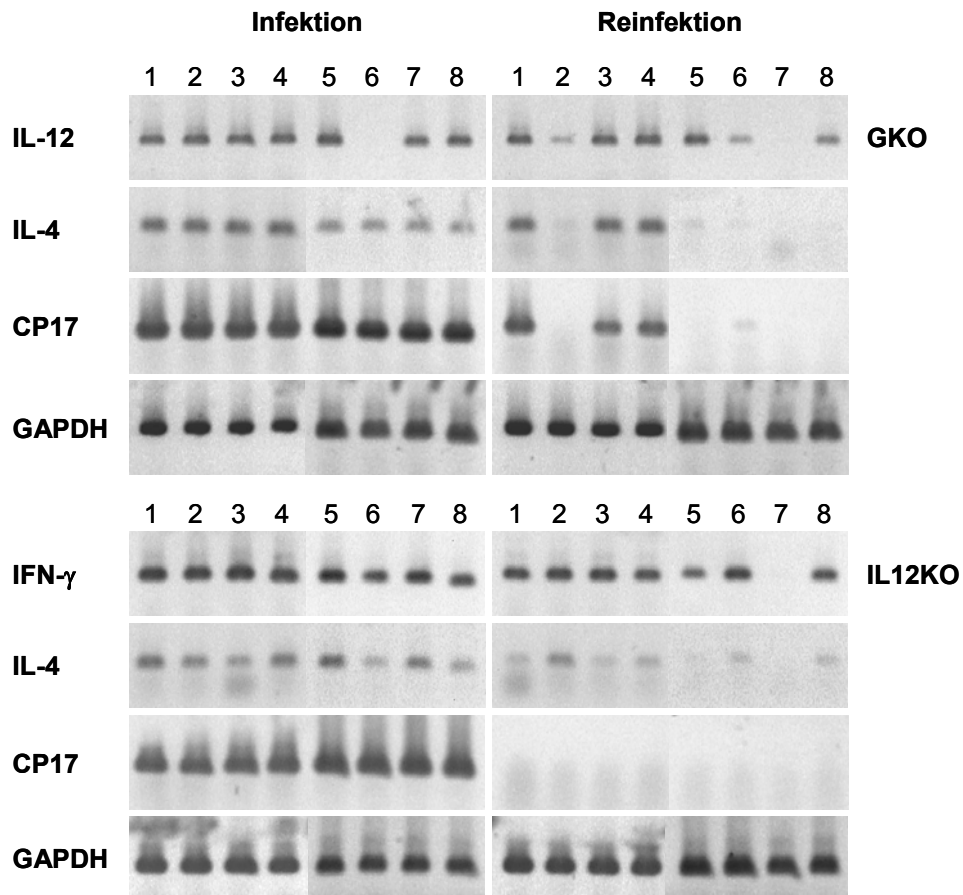 Infektion Reinfektion
1 2 3 4 5 6 7 8 1 2 3 4 5 6 7 8
IL-12 GKO
IL-4
CP17
GAPDH
1 2 3 4 5 6 7 8 1 2 3 4 5 6 7 8
IFN-γ IL12KO
IL-4
CP17
GAPDH